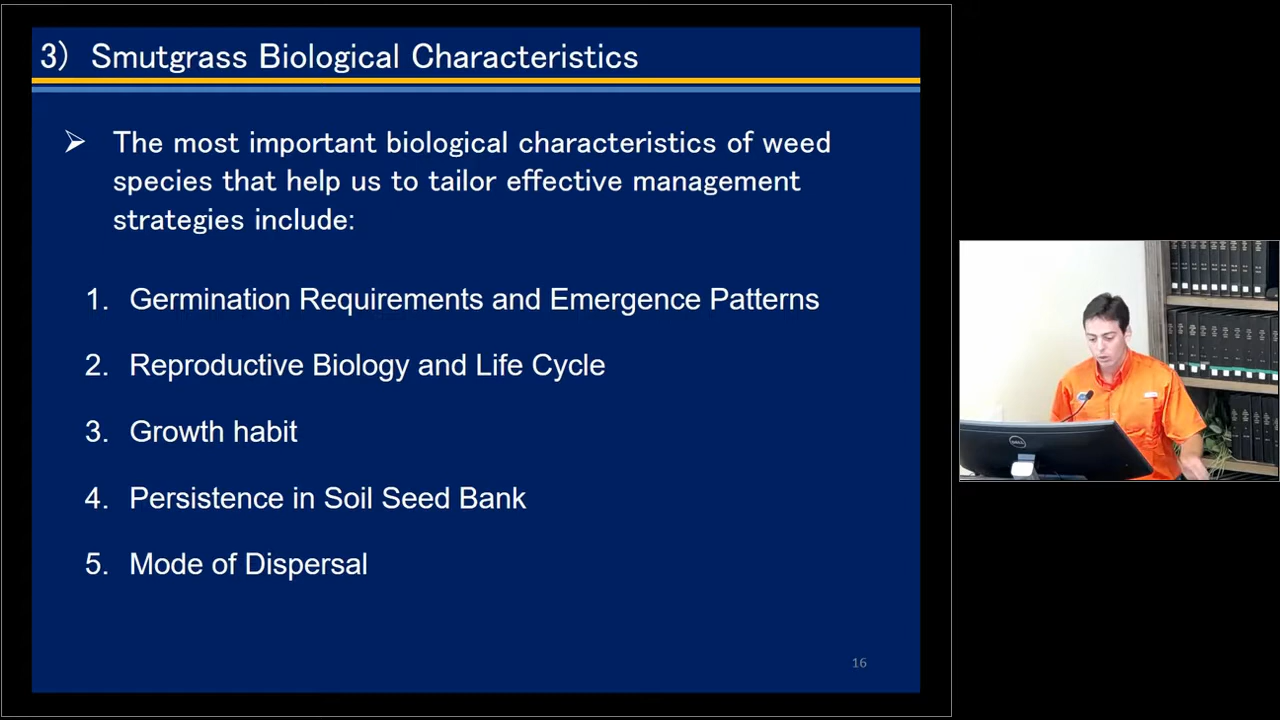 3) Smutgrass Biological Characteristics
➢ The most important biological characteristics of weed
species that help us to tailor effective management
strategies include:
1. Germination Requirements and Emergence Patterns
2. Reproductive Biology and Life Cycle
3. Growth habit
4. Persistence in Soil Seed Bank
5. Mode of Dispersal
16
DELL